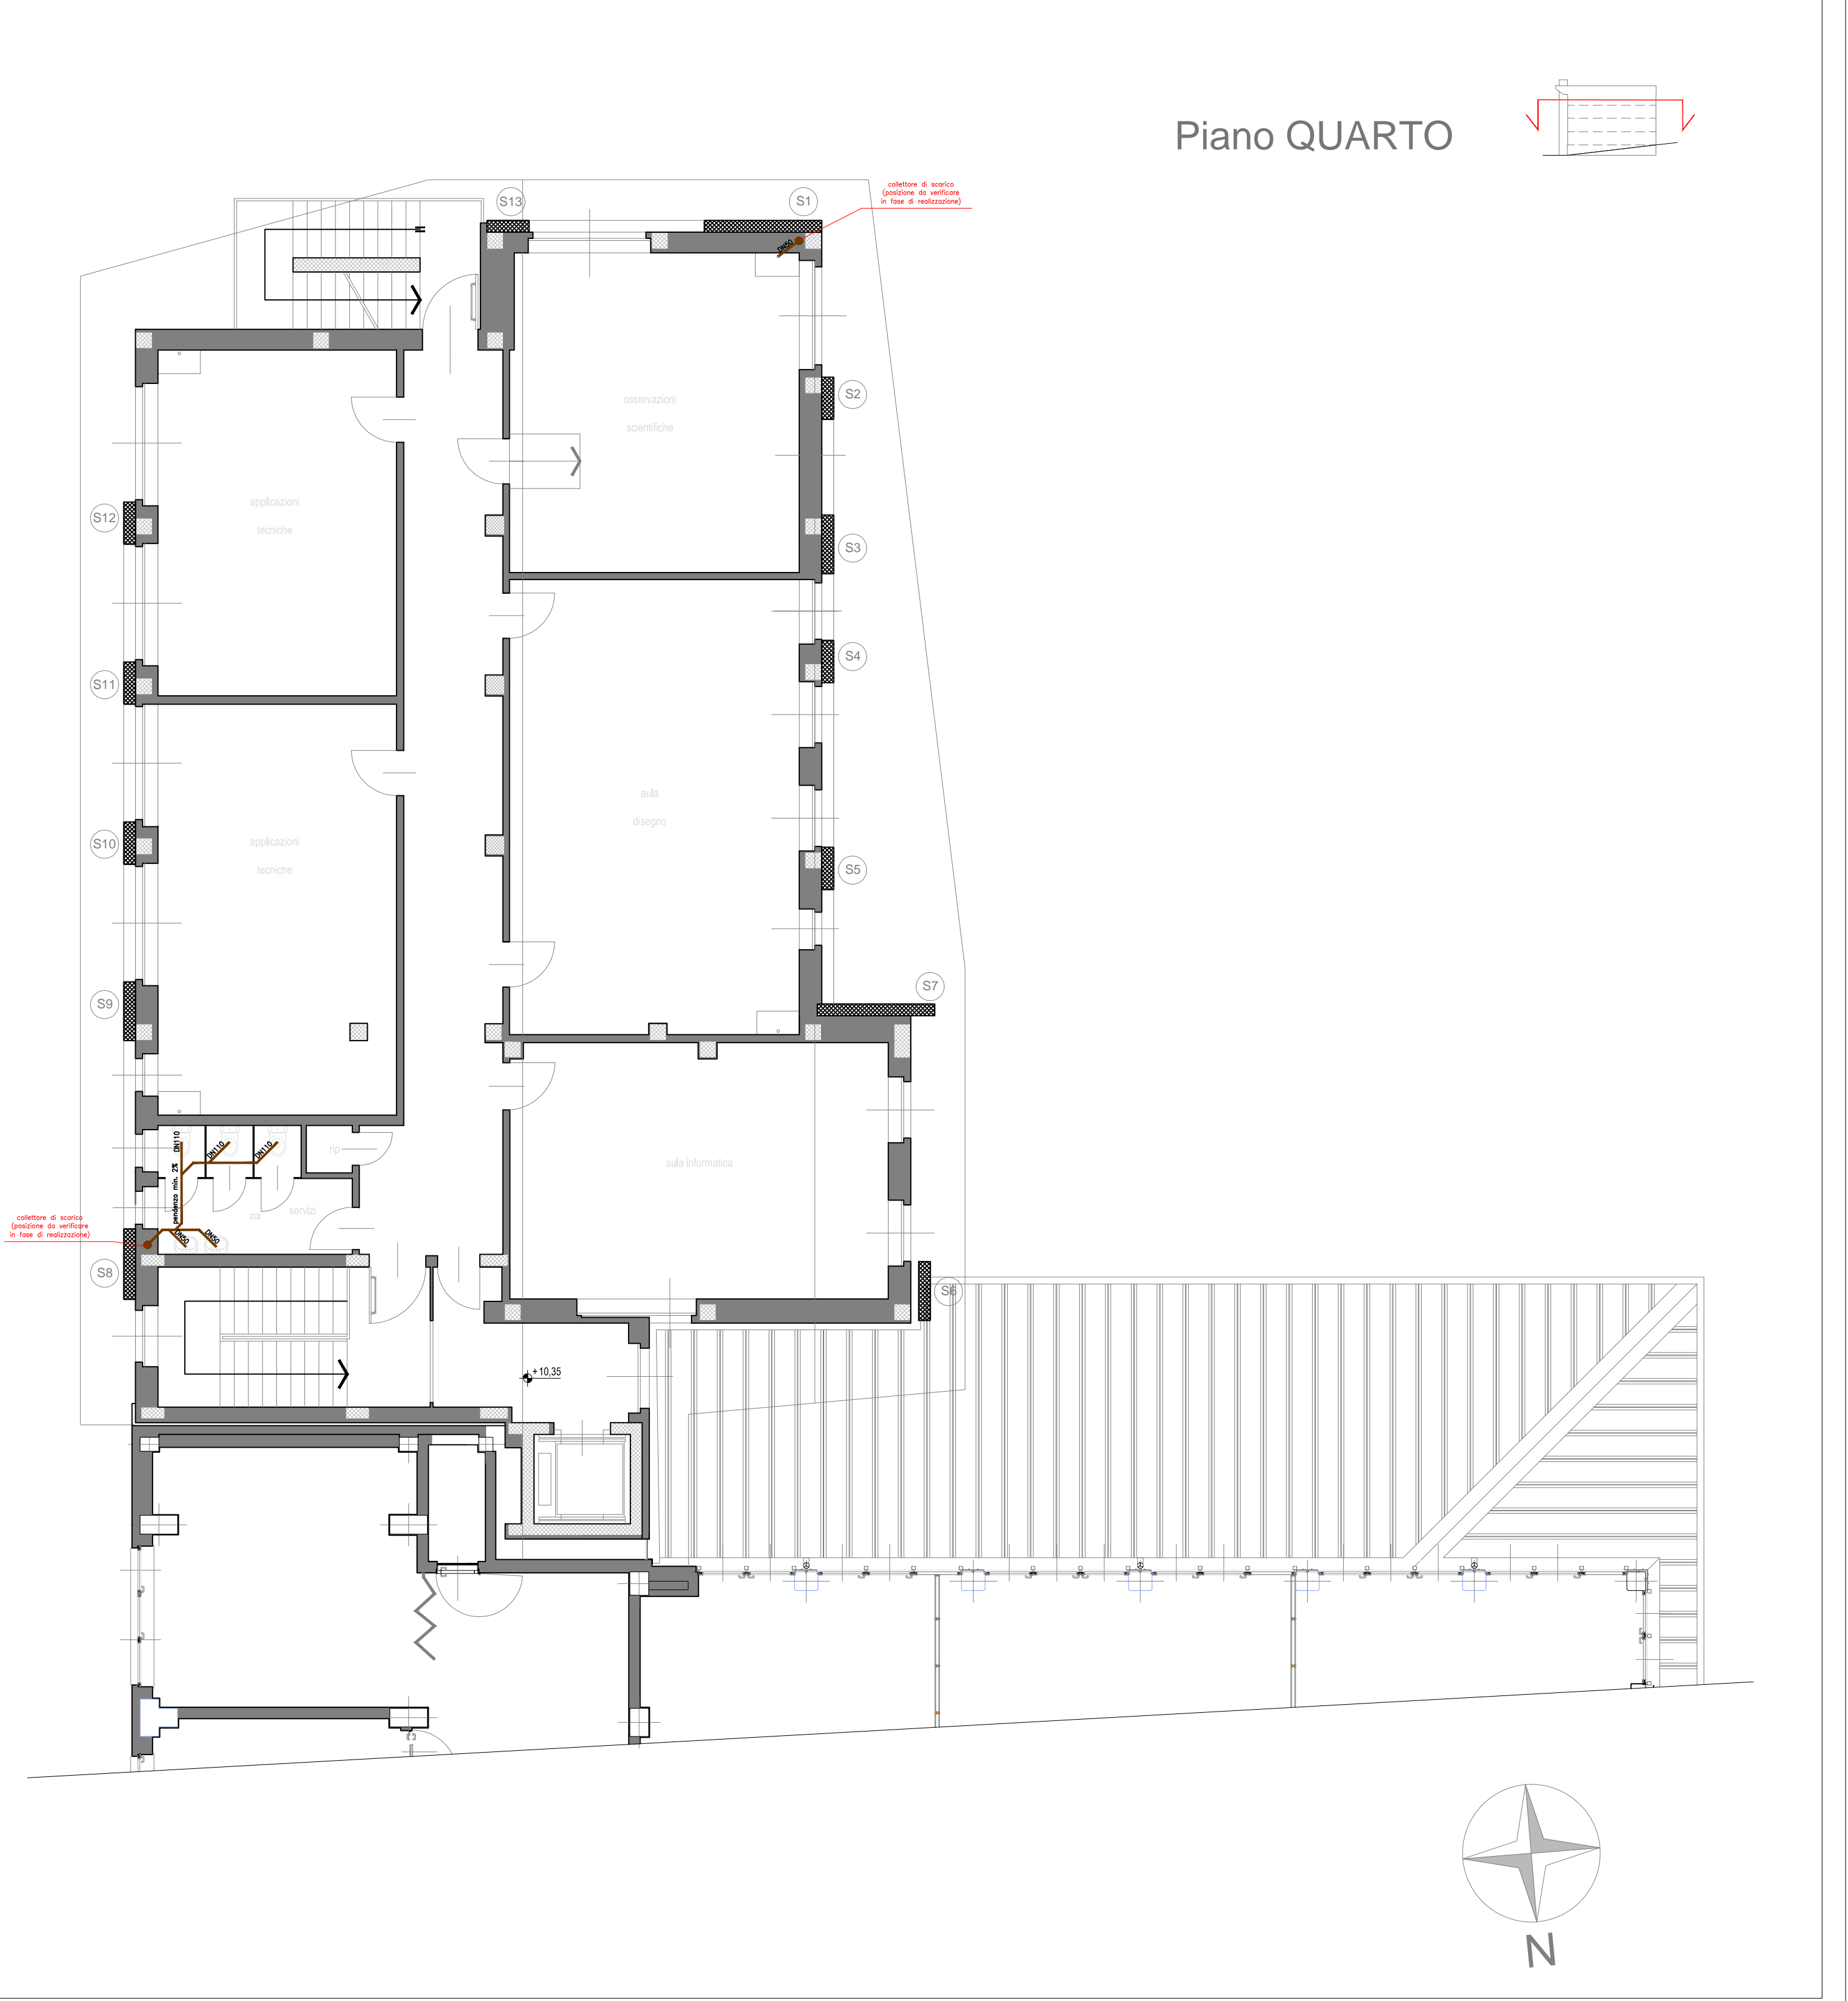 Piano QUARTO
collettore di scarico
(posizione da verificare
in fase di realizzazione)
S13
S1
DN50
S2
osservazioni
scientifiche
applicazioni
tecniche
S12
S3
S4
S11
aula
disegno
applicazioni
tecniche
S10
S5
S7
S9
DN110
DN110
DN110
rip
aula informatica
pendenza min. 2%
servizi
collettore di scarico
(posizione da verificare
in fase di realizzazione)
DN50
DN50
S8
S6
+10,35
N